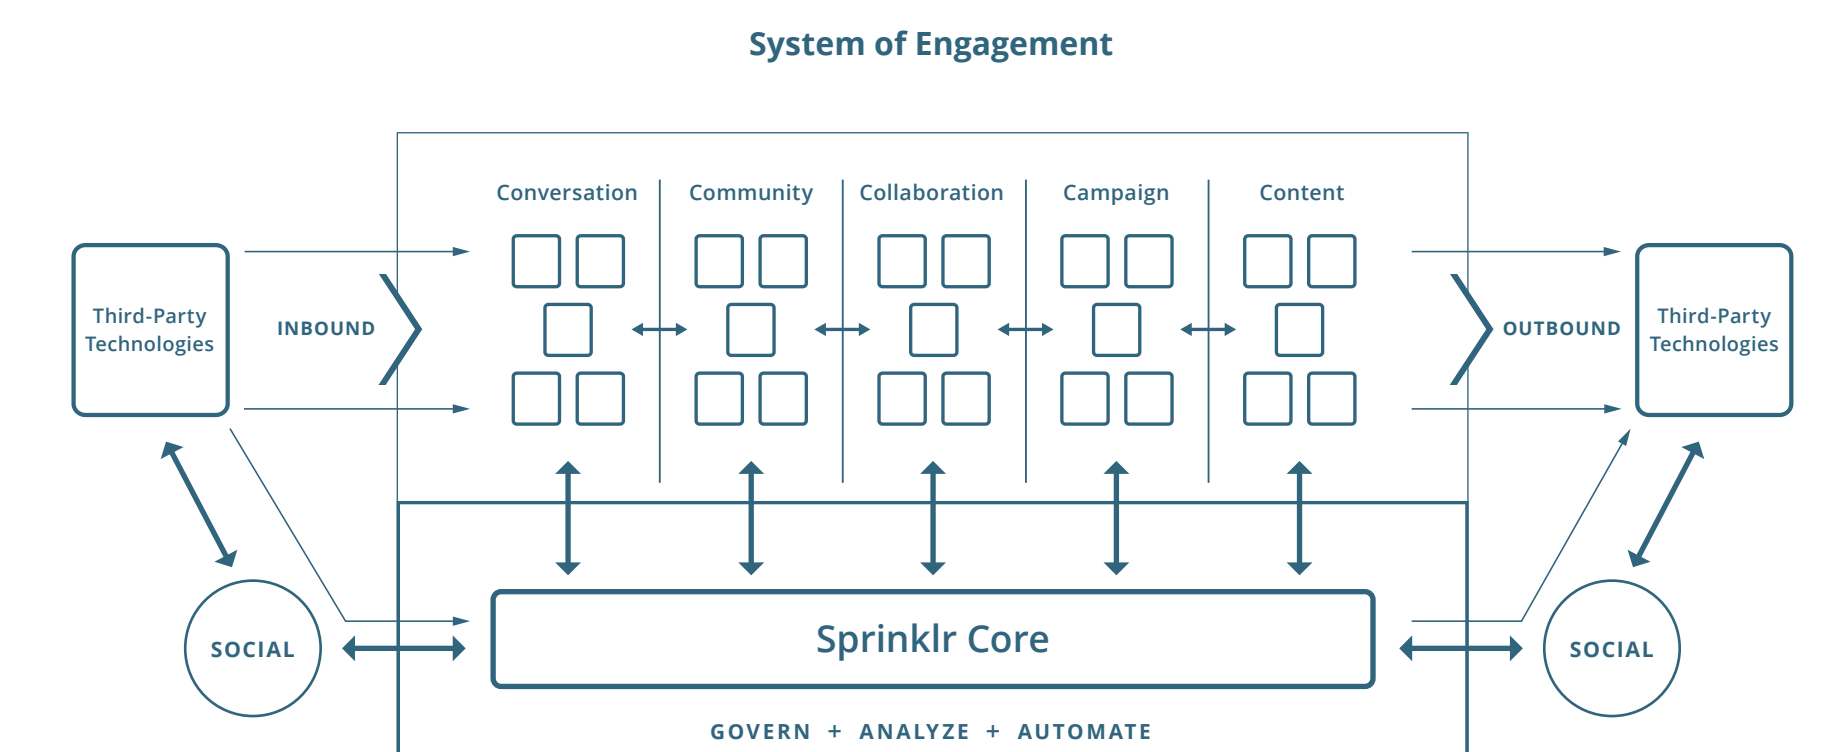 System of Engagement
Conversation
Community
Collaboration
Campaign
Content
Third-Party
Technologies
INBOUND
OUTBOUND
Third-Party
Technologies
SOCIAL
Sprinklr Core
SOCIAL
GOVERN + ANALYZE + AUTOMATE